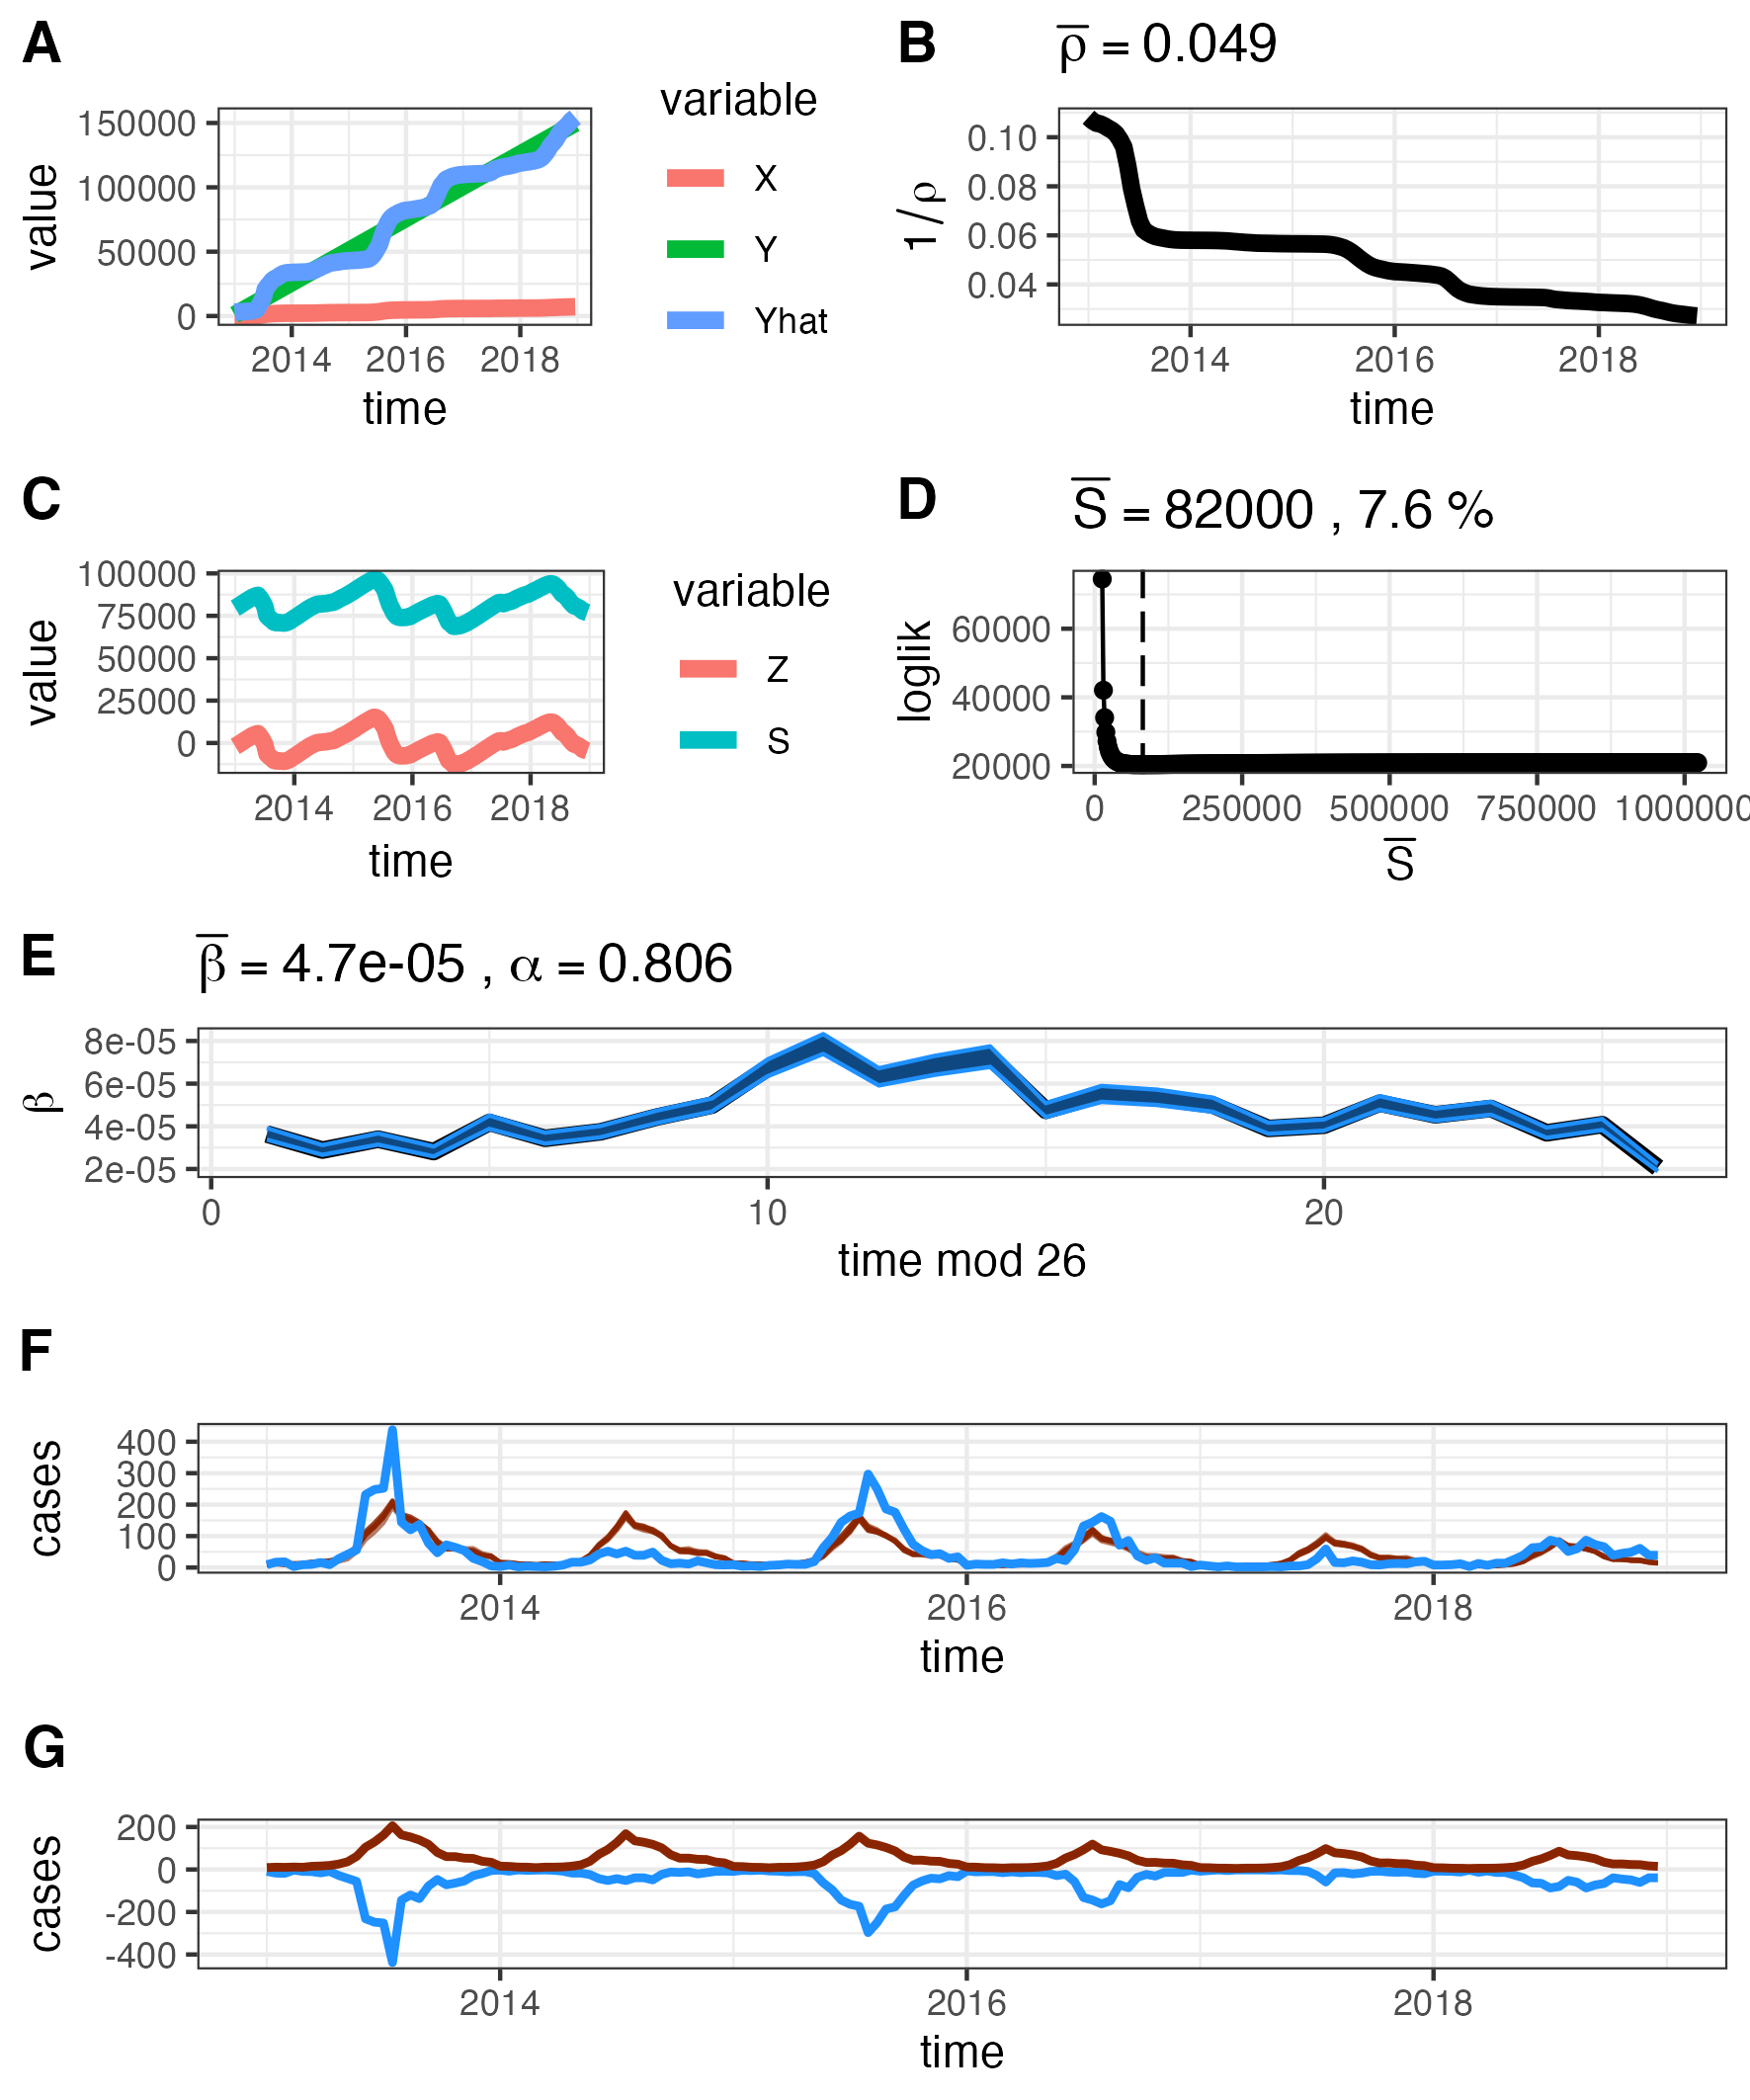 A
variable
150000
100000
50000
0
value
2014 2016 2018
time
X
Y
Yhat
B
ρ̅ = 0.049
0.10
0.08
0.06
0.04
1/ρ
2014 2016 2018
time
C
100000
75000
50000
25000
0
value
2014 2016 2018
time
variable
Z
S
D
S̅ = 82000 , 7.6 %
60000
40000
20000
loglik
0 250000 500000 750000 1000000
S̅
E
β̅ = 4.7e-05 , α = 0.806
8e-05
6e-05
4e-05
2e-05
β
0 10 20
time mod 26
F
400
300
200
100
0
cases
2014 2016 2018
time
G
200
0
-200
-400
cases
2014 2016 2018
time